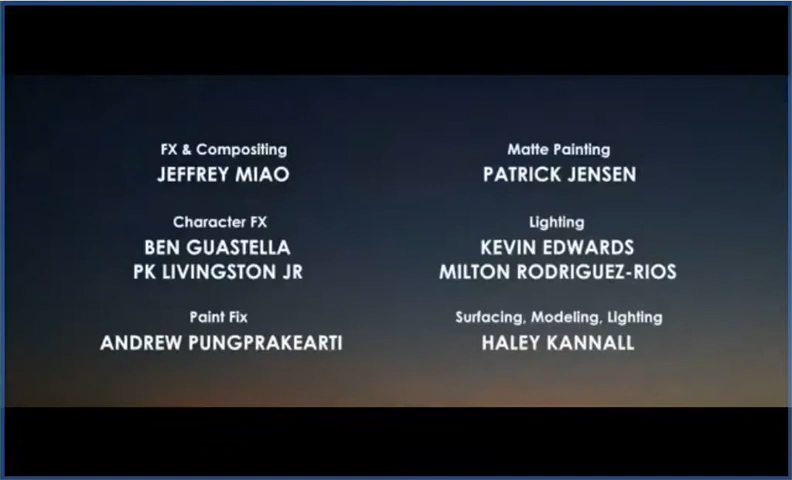 FX & Compositing
JEFFREY MIAO
Character FX
BEN GUASTELLA
PK LIVINGSTON JR
Paint Fix
ANDREW PUNGPRAKEARTI
Matte Painting
PATRICK JENSEN
Lighting
KEVIN EDWARDS
MILTON RODRIGUEZ-RIOS
Surfacing, Modeling, Lighting
HALEY KANNALL